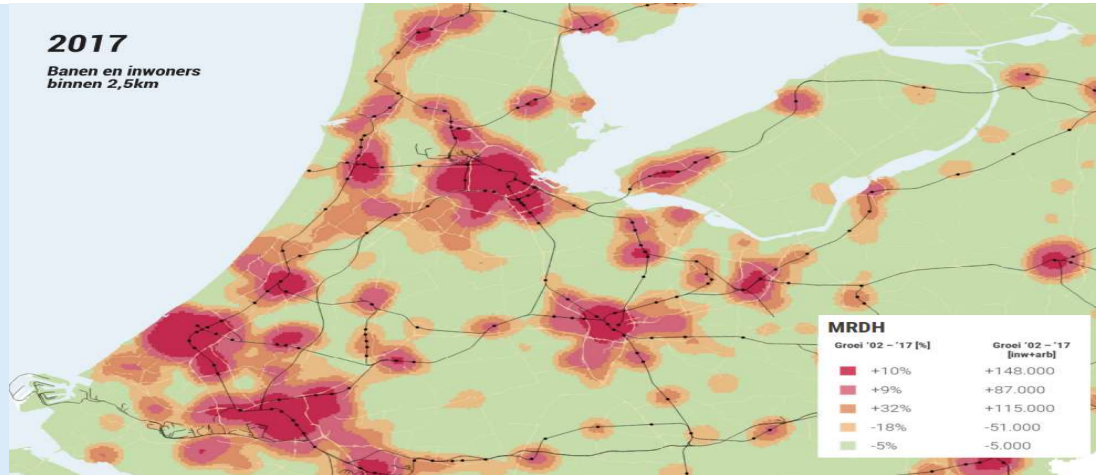 2017
Banen en inwoners
binnen 2,5km
MRDH
Groei '02 – '17 [%] Groei '02 – '17
[inw+arb]
+10% +148.000
+9% +87.000
+32% +115.000
-18% -51.000
-5% -5.000